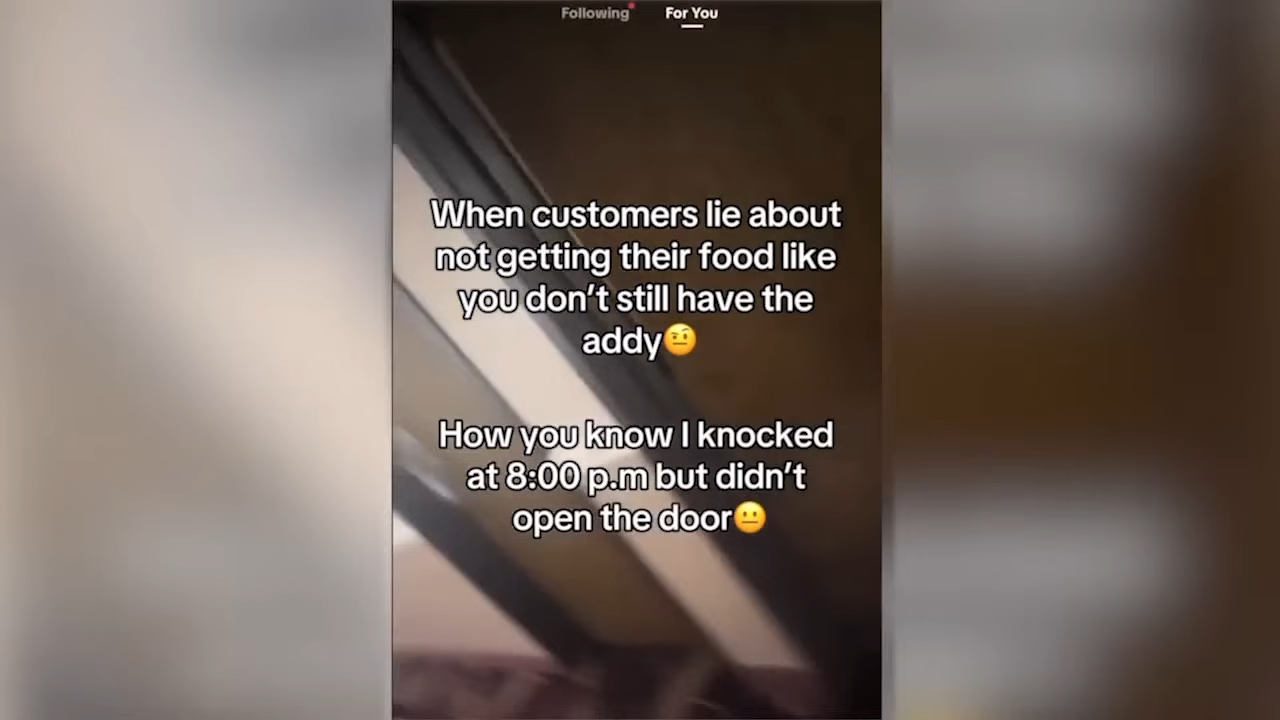 Following
For You
When customers lie about
not getting their food like
you don't still have the
addy🤨
How you know I knocked
at 8:00 p.m but didn't
open the door😐